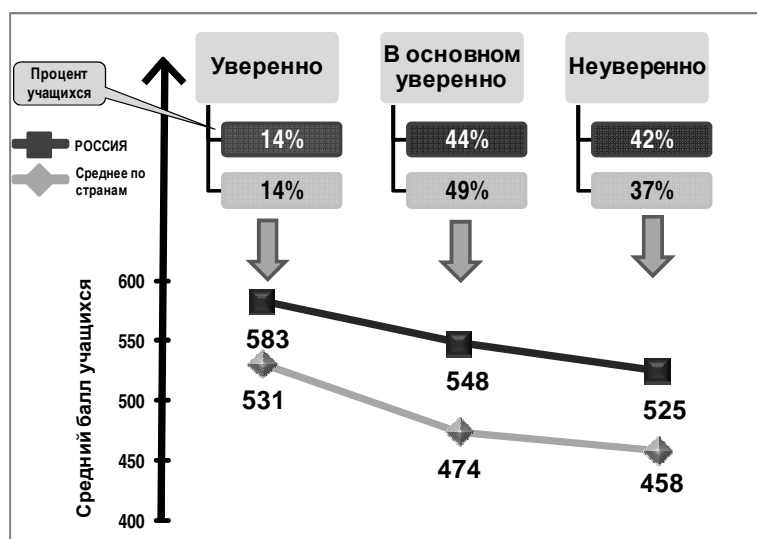 Уверенно
В основном
уверенно
Неуверенно
Процент
учащихся
РОССИЯ
Среднее по
странам
14%
44%
42%
14%
49%
37%
Средний балл учащихся
600
550
500
450
400
583
548
525
531
474
458